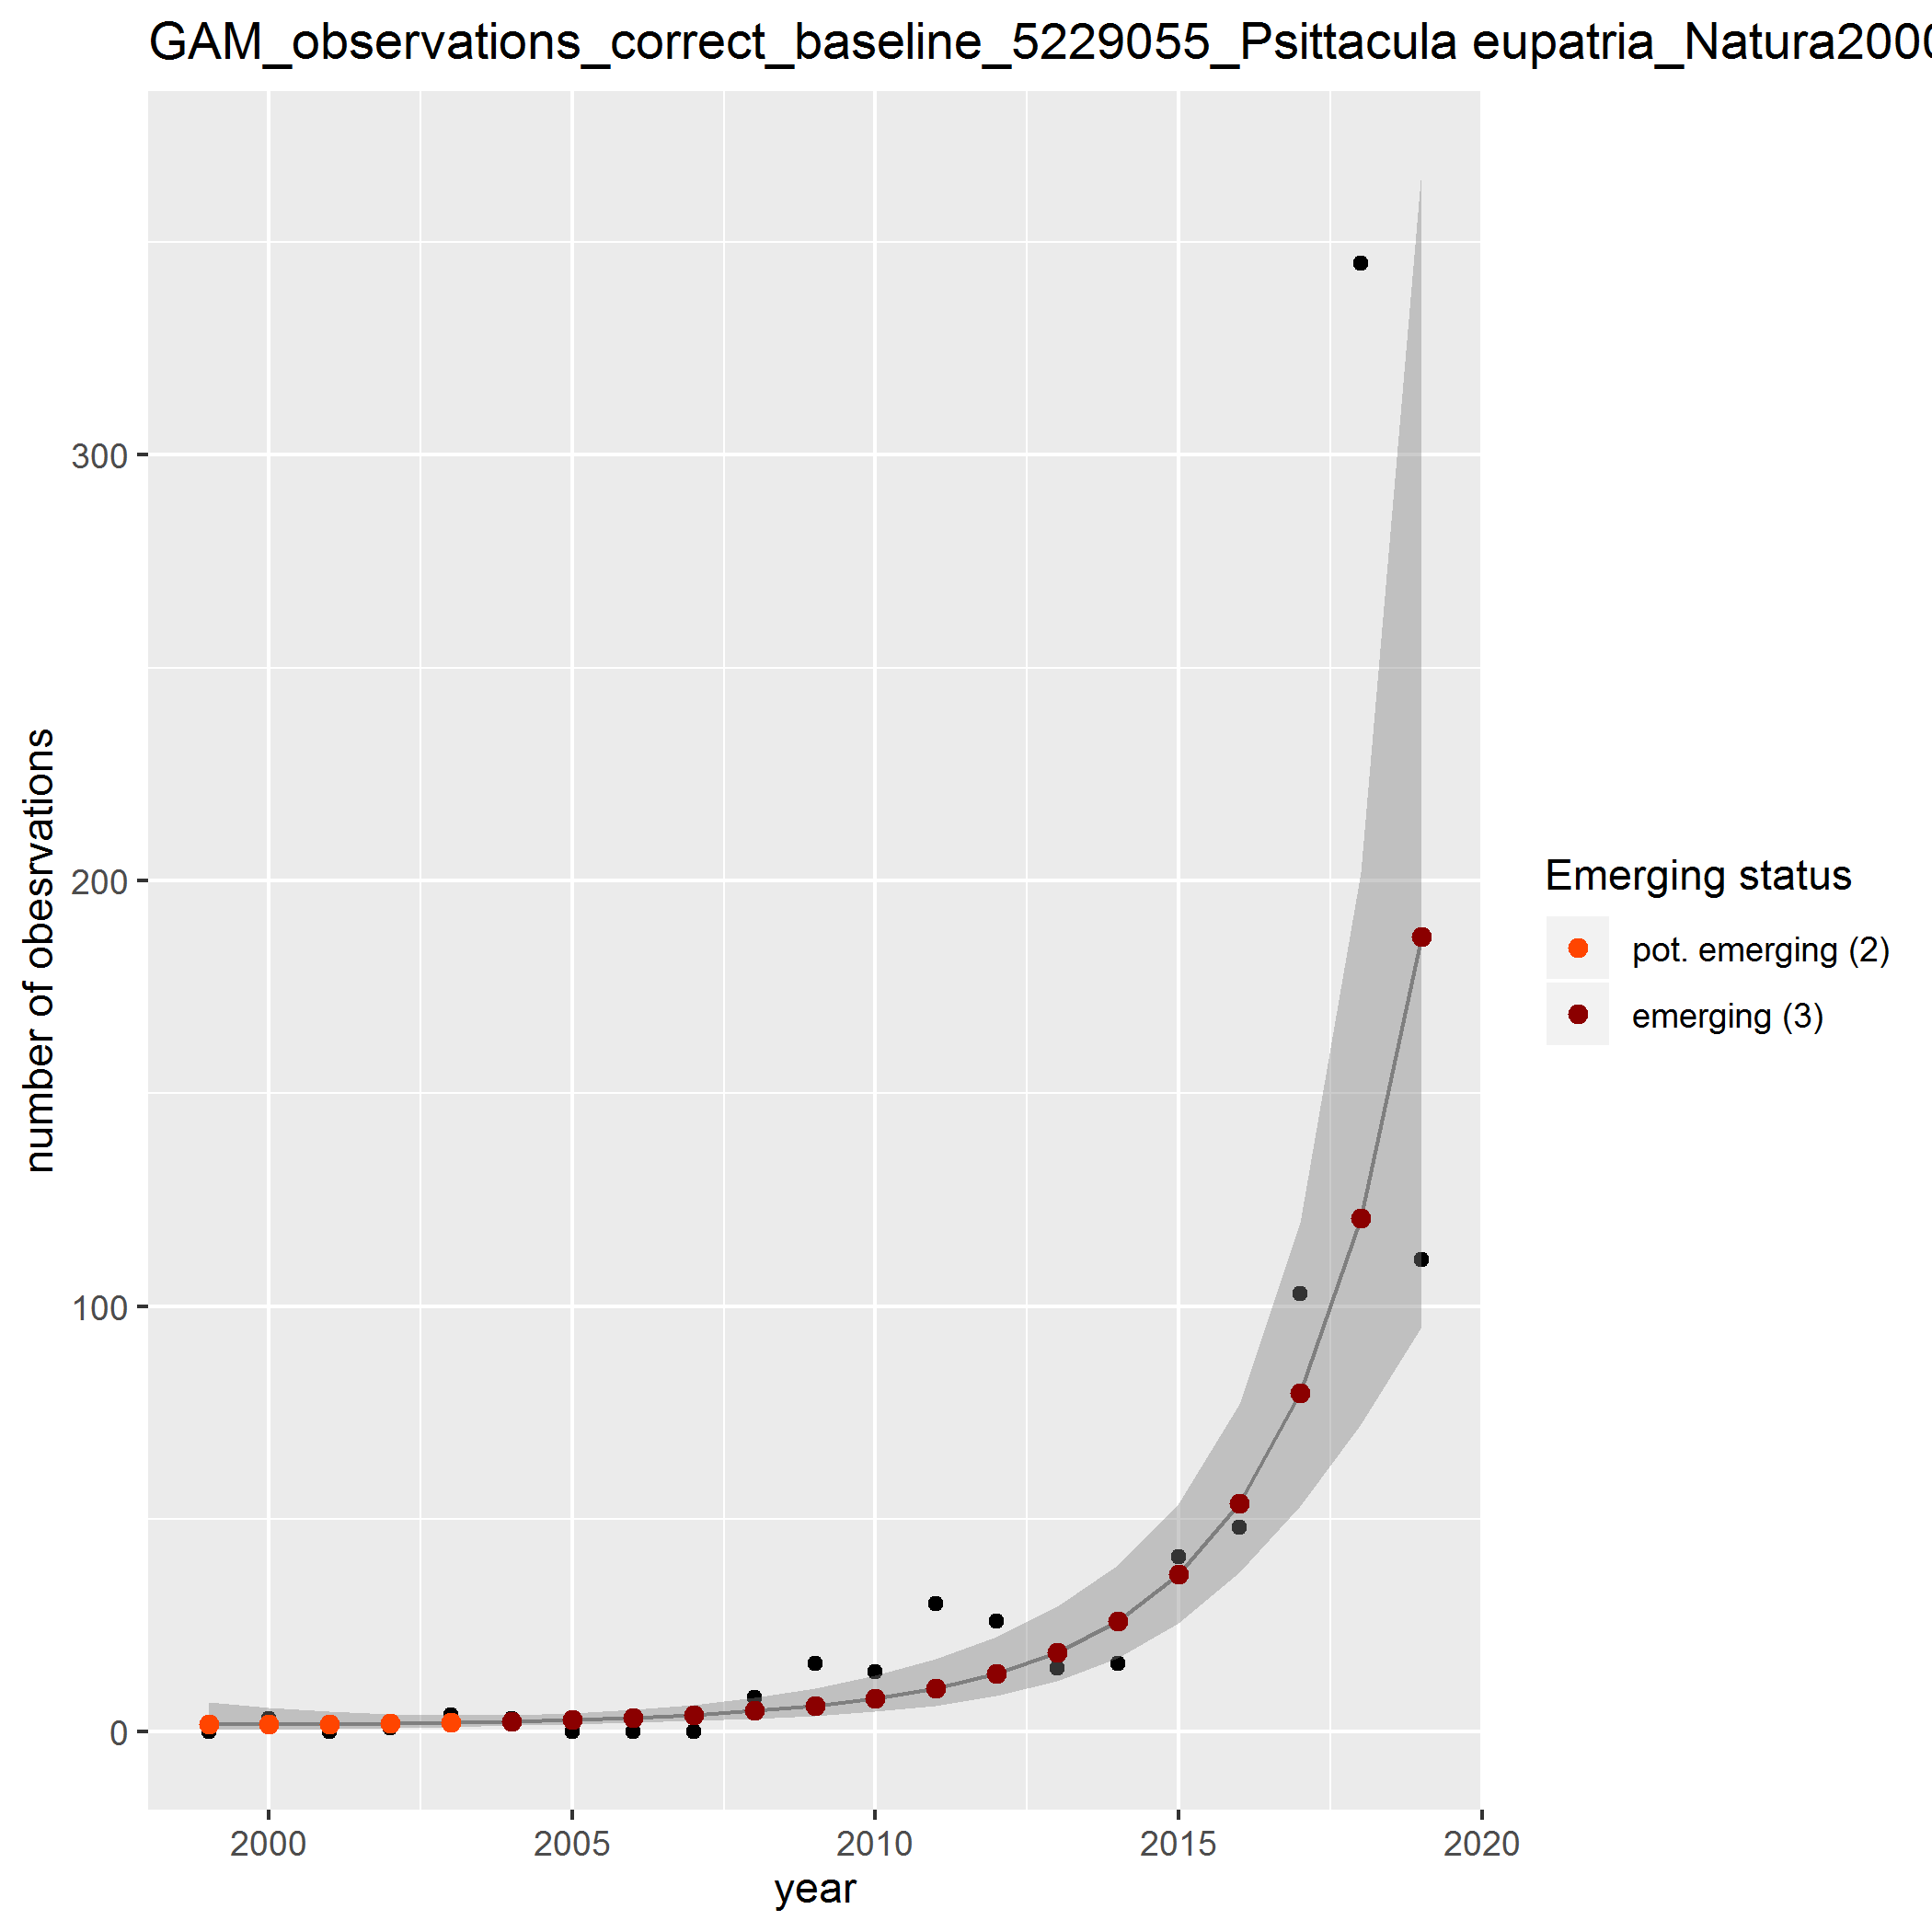 GAM_observations_correct_baseline_5229055_Psittacula eupatria_Natura2000
number of obesrvations
300
200
100
0
2000
2005
2010
2015
2020
year
Emerging status
pot. emerging (2)
emerging (3)